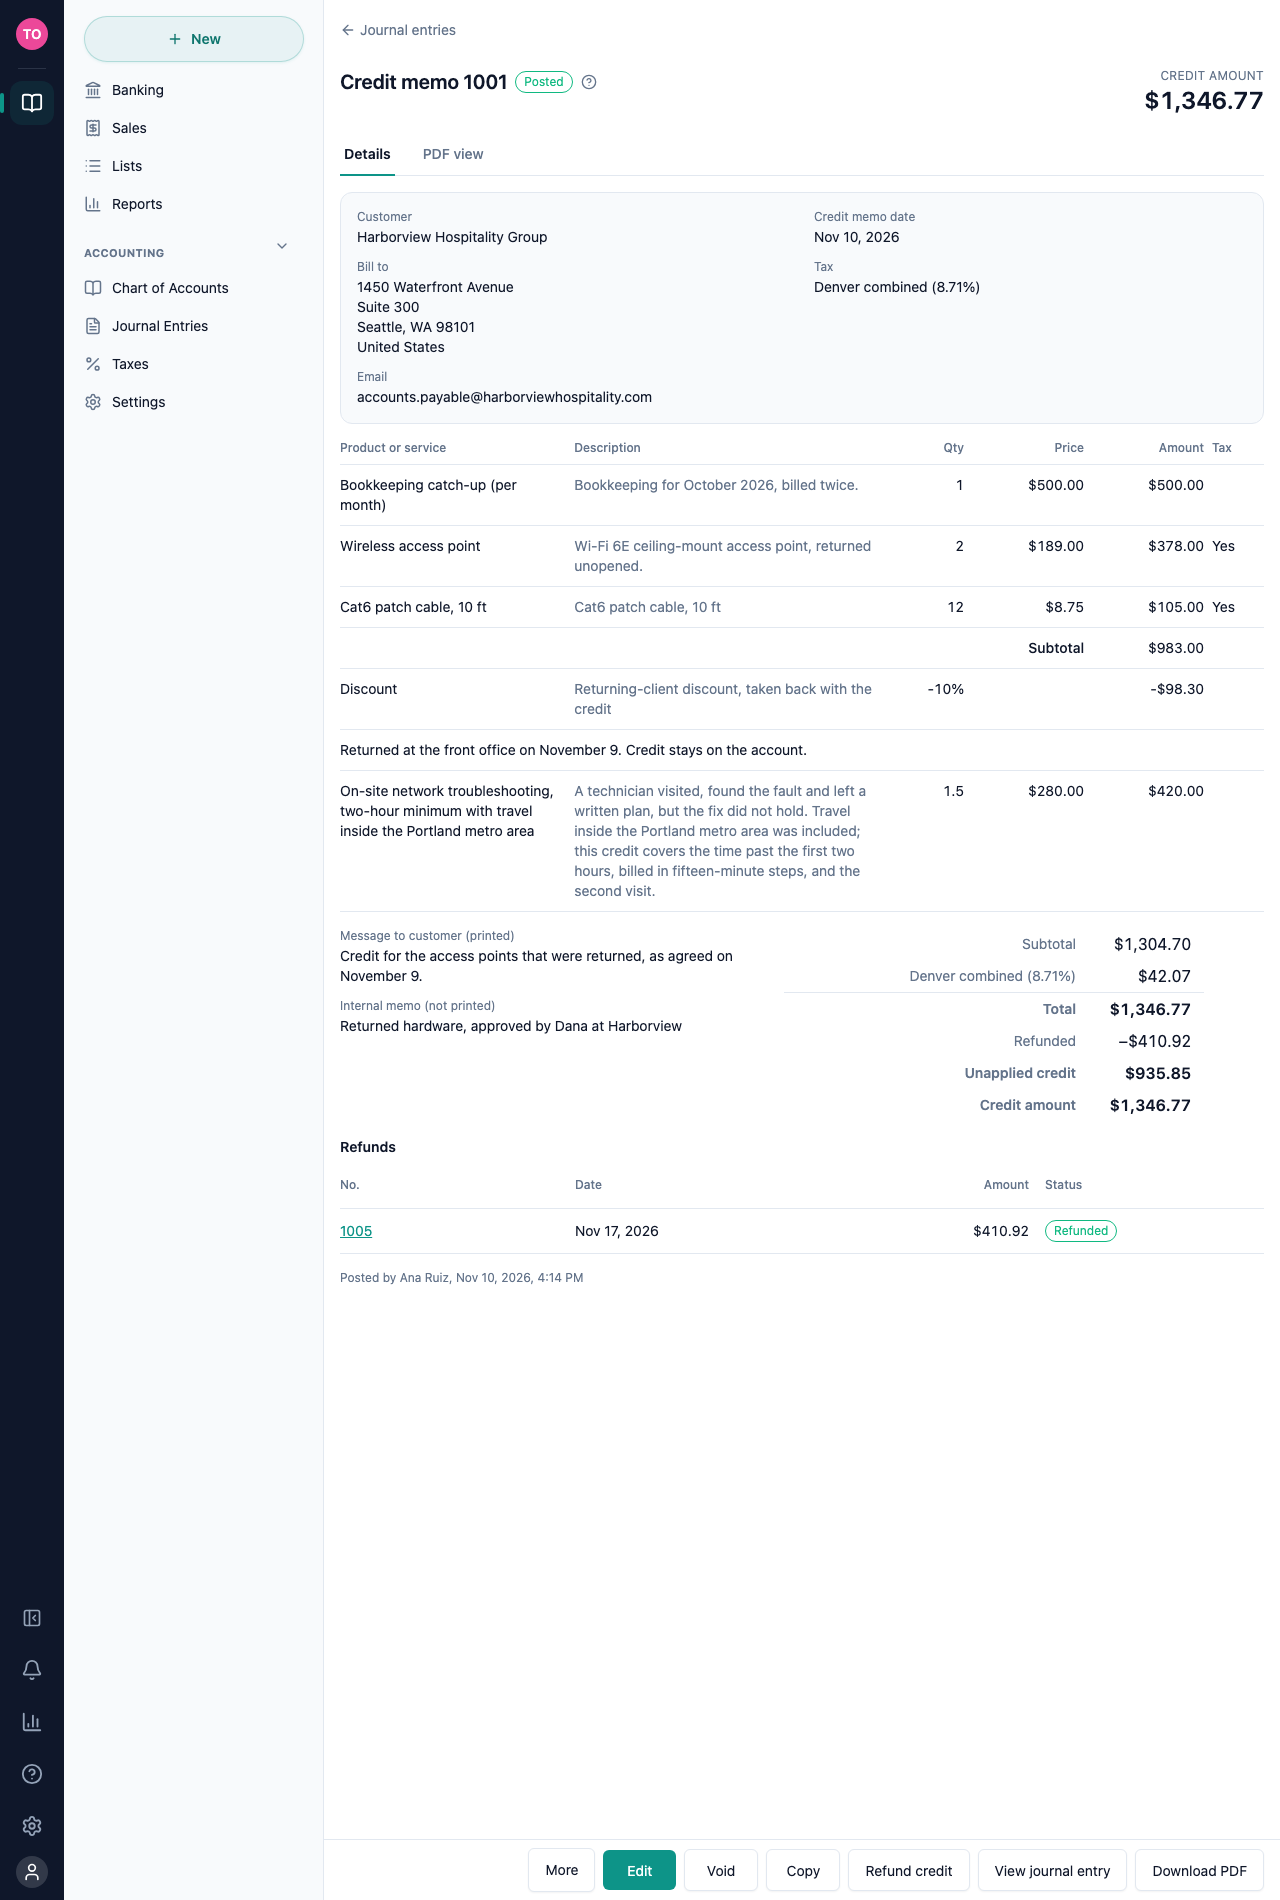 TO
New
Banking
Sales
Lists
Reports
ACCOUNTING
Chart of Accounts
Journal Entries
Taxes
Settings
Journal entries
Credit memo 1001 Posted
CREDIT AMOUNT
$1,346.77
Details PDF view
Customer
Harborview Hospitality Group
Bill to
1450 Waterfront Avenue
Suite 300
Seattle, WA 98101
United States
Email
accounts.payable@harborviewhospitality.com
Credit memo date
Nov 10, 2026
Tax
Denver combined (8.71%)
Product or service Description Qty Price Amount Tax
Bookkeeping catch-up (per month) Bookkeeping for October 2026, billed twice. 1 $500.00 $500.00
Wireless access point Wi-Fi 6E ceiling-mount access point, returned unopened. 2 $189.00 $378.00 Yes
Cat6 patch cable, 10 ft Cat6 patch cable, 10 ft 12 $8.75 $105.00 Yes
Subtotal $983.00
Discount Returning-client discount, taken back with the credit -10% -$98.30
Returned at the front office on November 9. Credit stays on the account.
On-site network troubleshooting, two-hour minimum with travel inside the Portland metro area A technician visited, found the fault and left a written plan, but the fix did not hold. Travel inside the Portland metro area was included; this credit covers the time past the first two hours, billed in fifteen-minute steps, and the second visit. 1.5 $280.00 $420.00
Message to customer (printed)
Credit for the access points that were returned, as agreed on
November 9.
Internal memo (not printed)
Returned hardware, approved by Dana at Harborview
Subtotal $1,304.70
Denver combined (8.71%) $42.07
Total $1,346.77
Refunded –$410.92
Unapplied credit $935.85
Credit amount $1,346.77
Refunds
No. Date Amount Status
1005 Nov 17, 2026 $410.92 Refunded
Posted by Ana Ruiz, Nov 10, 2026, 4:14 PM
More Edit Void Copy Refund credit View journal entry Download PDF